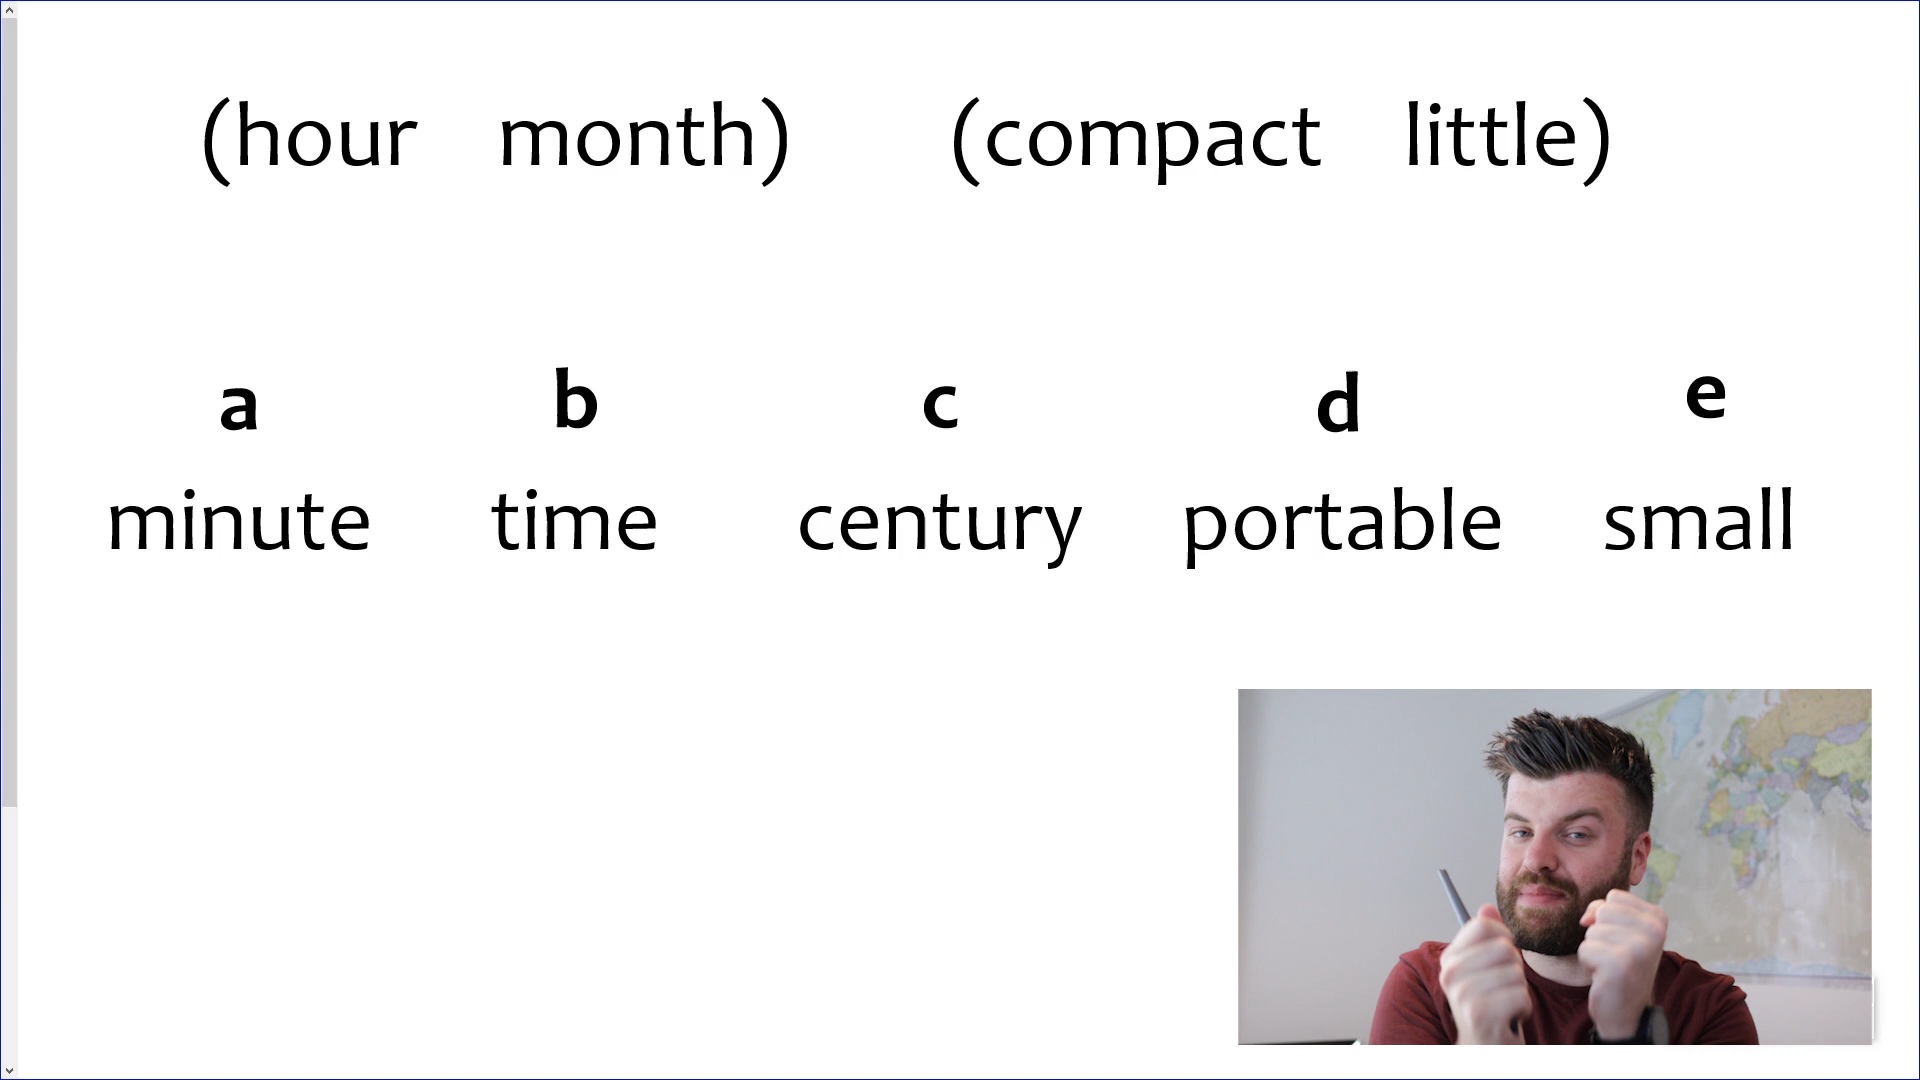 (hour month) (compact little)
a b c d e
minute time century portable small